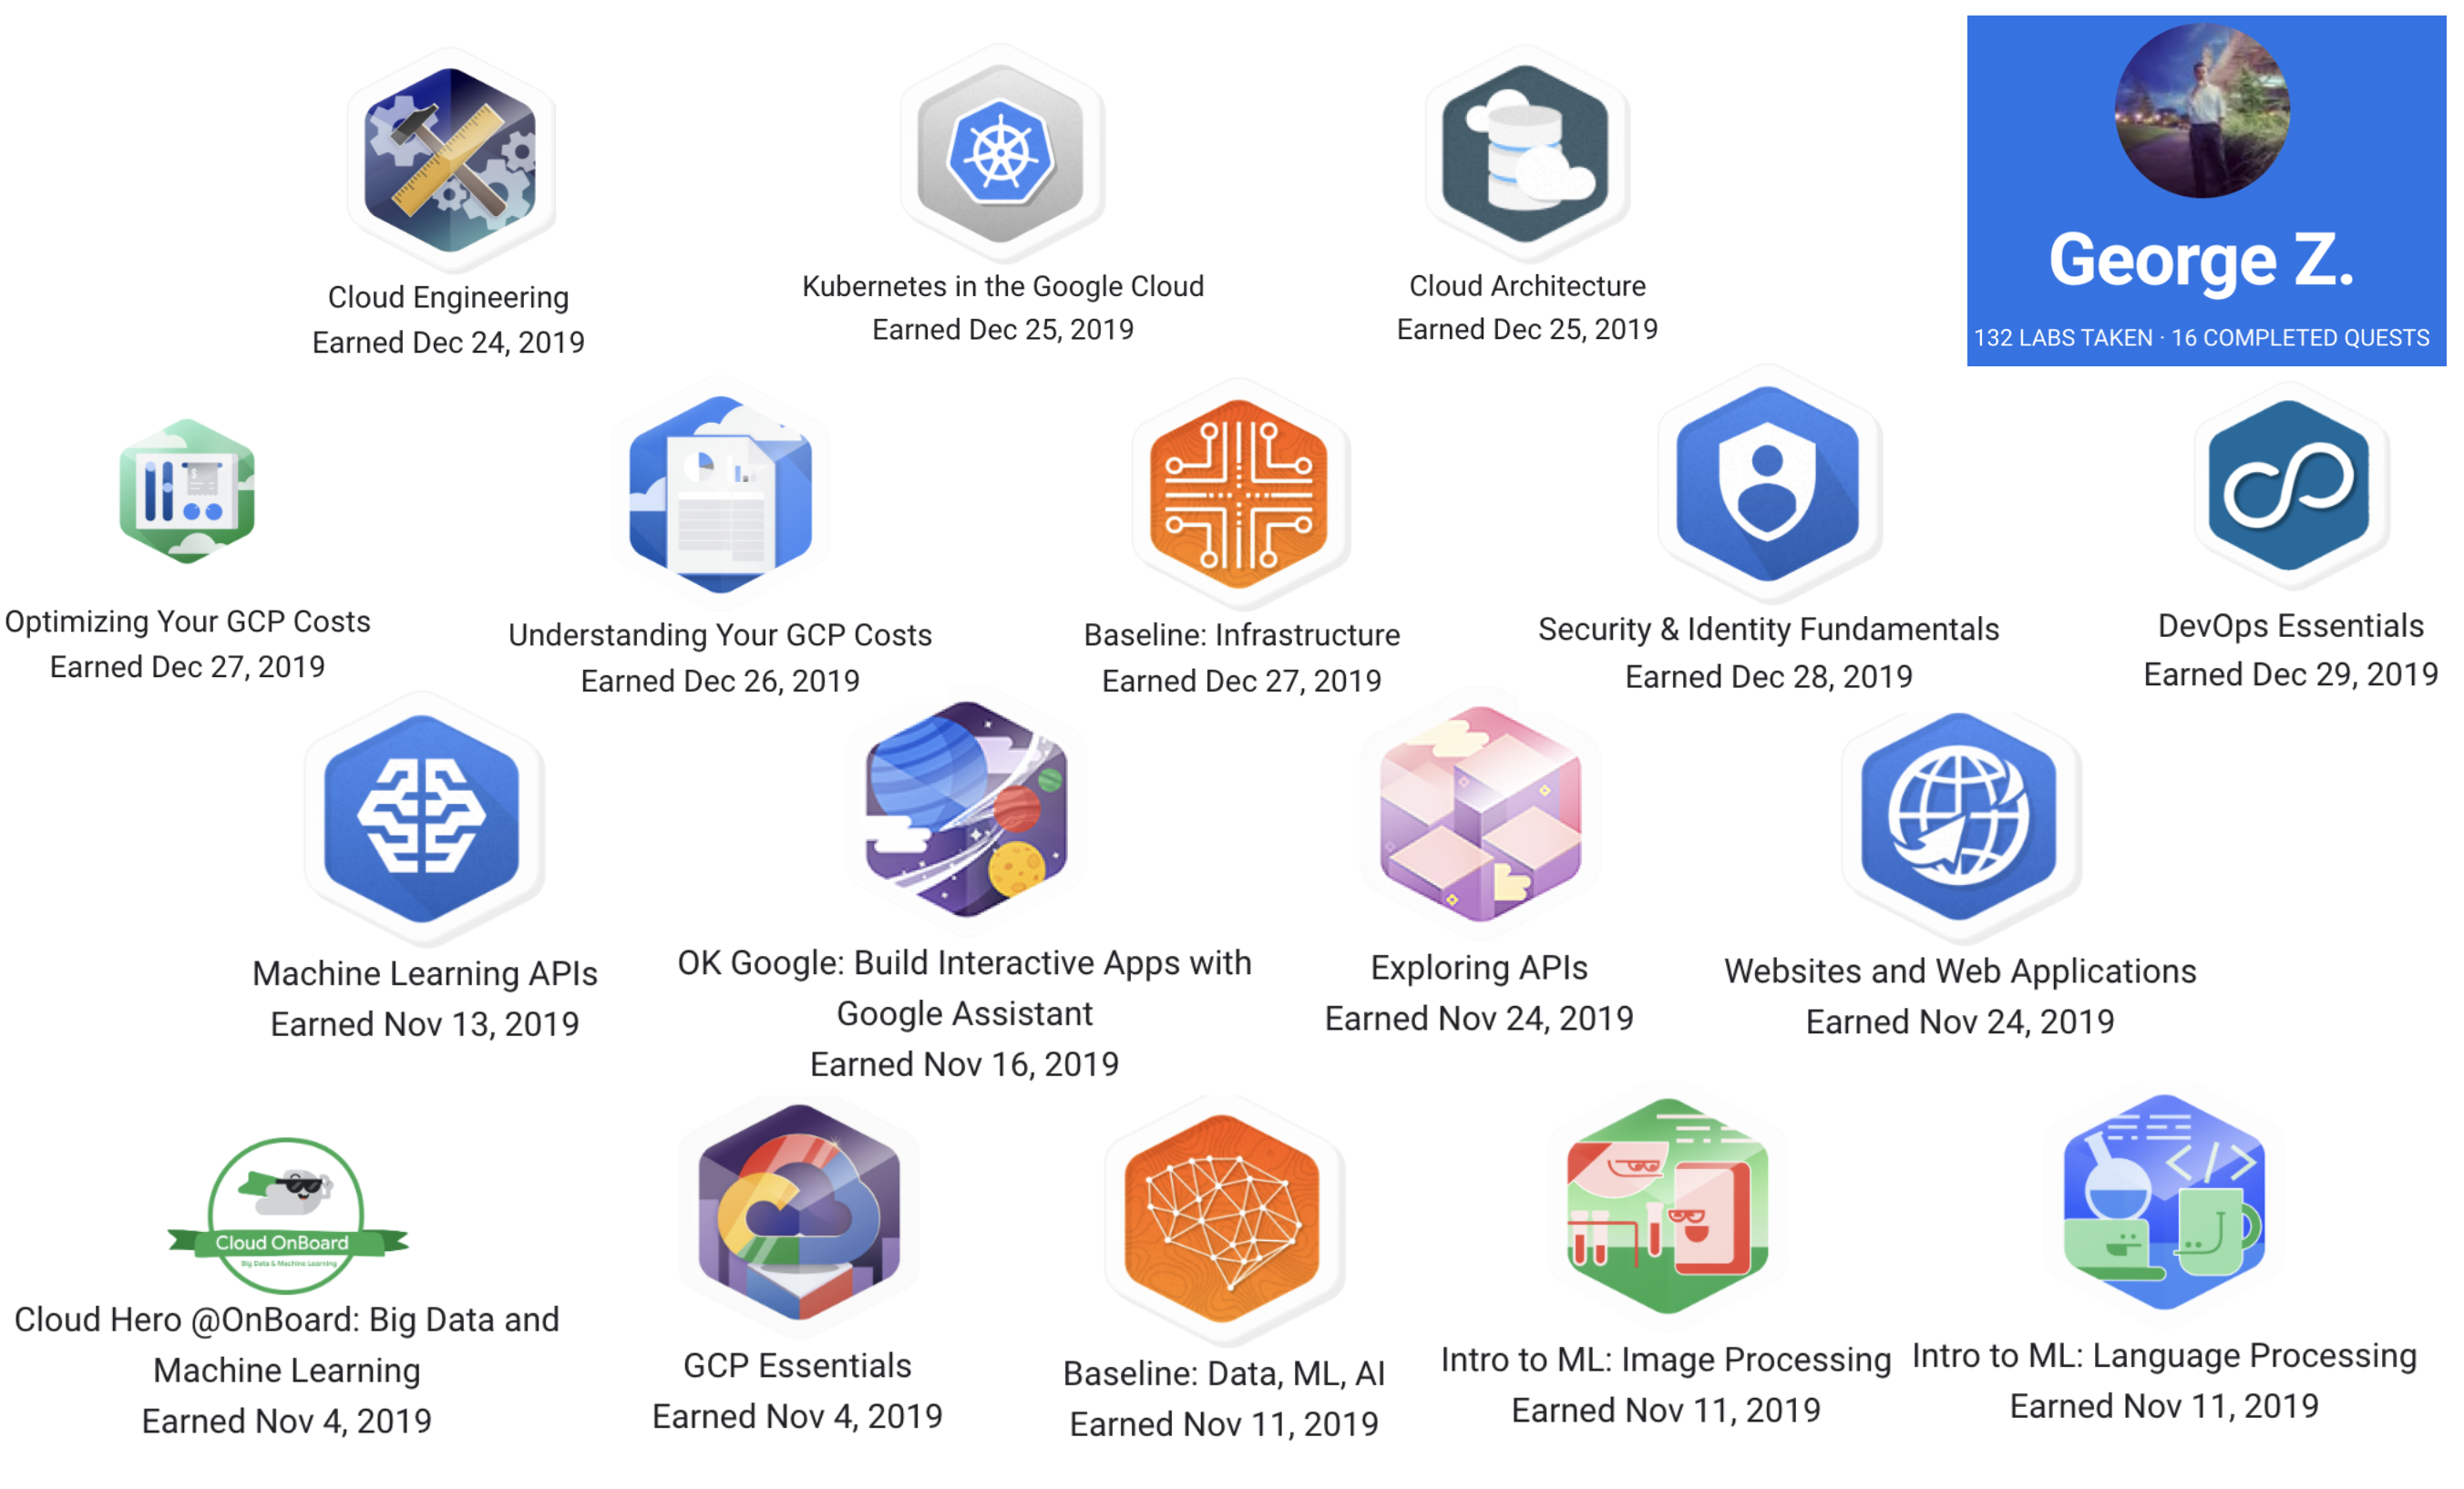 Cloud Engineering
Earned Dec 24, 2019
Kubernetes in the Google Cloud
Earned Dec 25, 2019
Cloud Architecture
Earned Dec 25, 2019
George Z.
132 LABS TAKEN · 16 COMPLETED QUESTS
Optimizing Your GCP Costs
Earned Dec 27, 2019
Understanding Your GCP Costs
Earned Dec 26, 2019
Baseline: Infrastructure
Earned Dec 27, 2019
Security & Identity Fundamentals
Earned Dec 28, 2019
DevOps Essentials
Earned Dec 29, 2019
Machine Learning APIs
Earned Nov 13, 2019
OK Google: Build Interactive Apps with
Google Assistant
Earned Nov 16, 2019
Exploring APIs
Earned Nov 24, 2019
Websites and Web Applications
Earned Nov 24, 2019
Cloud OnBoard
Big Data & Machine Learning
Cloud Hero @OnBoard: Big Data and
Machine Learning
Earned Nov 4, 2019
GCP Essentials
Earned Nov 4, 2019
Baseline: Data, ML, AI
Earned Nov 11, 2019
Intro to ML: Image Processing
Earned Nov 11, 2019
</>
Intro to ML: Language Processing
Earned Nov 11, 2019